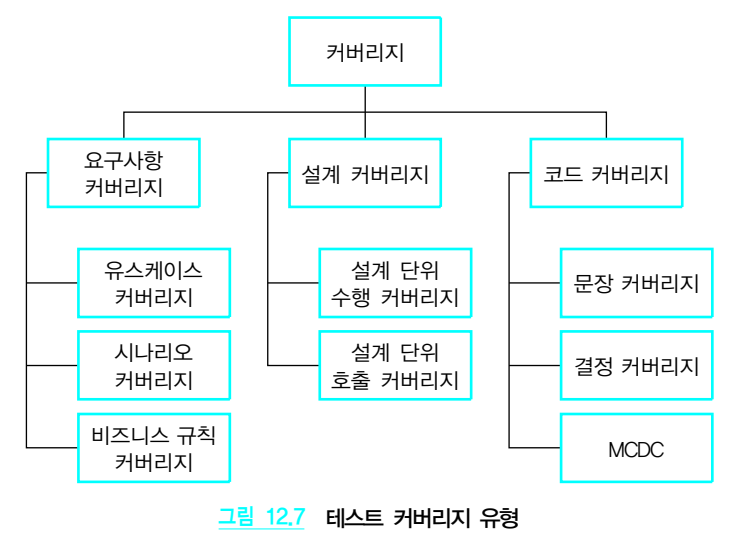 커버리지
요구사항
커버리지
설계 커버리지
코드 커버리지
유스케이스
커버리지
설계 단위
수행 커버리지
문장 커버리지
시나리오
커버리지
설계 단위
호출 커버리지
결정 커버리지
비즈니스 규칙
커버리지
MCDC
그림 12.7 테스트 커버리지 유형